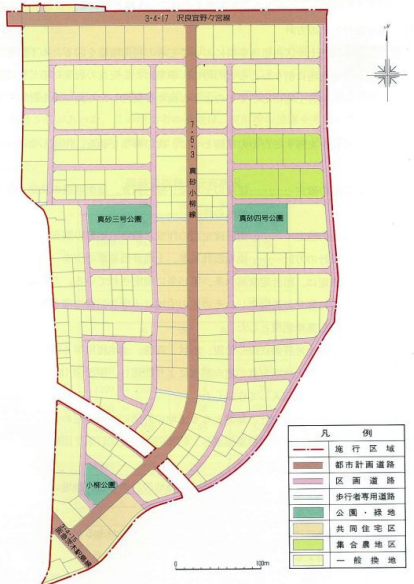 3・4・17 沢良宜野々宮線
7・5・3 真砂小柳線
真砂三号公園
真砂四号公園
小柳公園
凡例
施行区域
都市計画道路
区画道路
歩行者専用道路
公園・緑地
共同住宅区
集合農地区
一般換地
0
100m